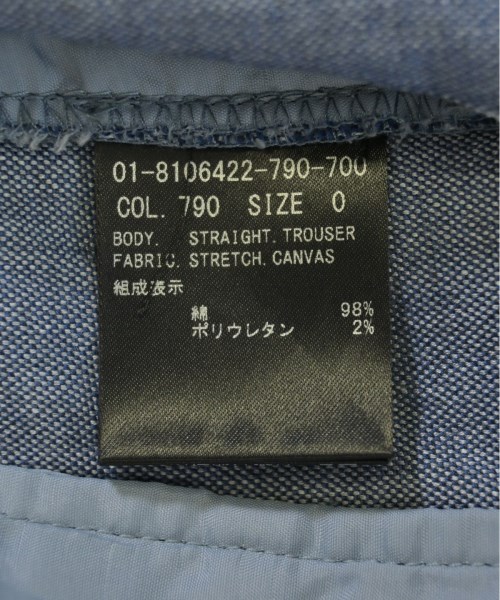 01-8106422-790-700
COL. 790 SIZE 0
BODY. STRAIGHT. TROUSER
FABRIC. STRETCH. CANVAS
組成表示
綿 98%
ポリウレタン 2%